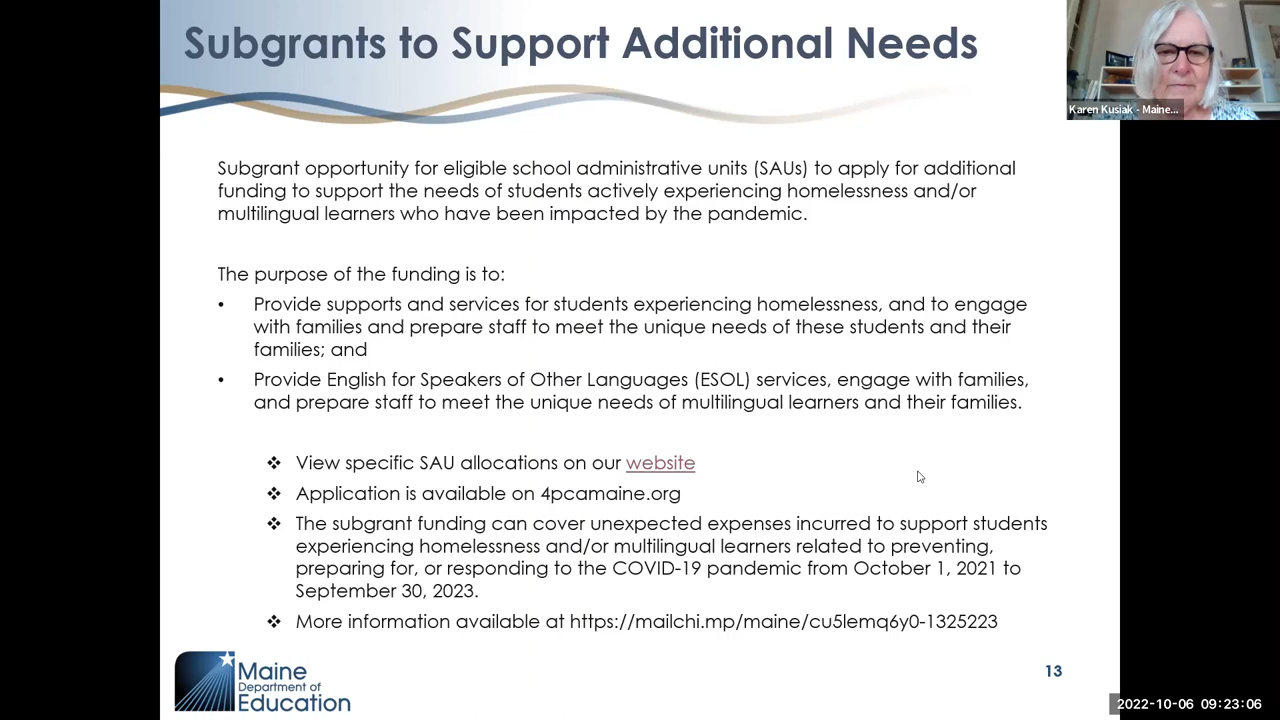 Subgrants to Support Additional Needs
Karen Kusiak - Maine...
Subgrant opportunity for eligible school administrative units (SAUs) to apply for additional
funding to support the needs of students actively experiencing homelessness and/or
multilingual learners who have been impacted by the pandemic.
The purpose of the funding is to:
• Provide supports and services for students experiencing homelessness, and to engage
with families and prepare staff to meet the unique needs of these students and their
families; and
• Provide English for Speakers of Other Languages (ESOL) services, engage with families,
and prepare staff to meet the unique needs of multilingual learners and their families.
❖ View specific SAU allocations on our website
❖ Application is available on 4pcamaine.org
❖ The subgrant funding can cover unexpected expenses incurred to support students
experiencing homelessness and/or multilingual learners related to preventing,
preparing for, or responding to the COVID-19 pandemic from October 1, 2021 to
September 30, 2023.
❖ More information available at https://mailchi.mp/maine/cu5lemq6y0-1325223
Maine
Department of
Education
13
2022-10-06 09:23:06